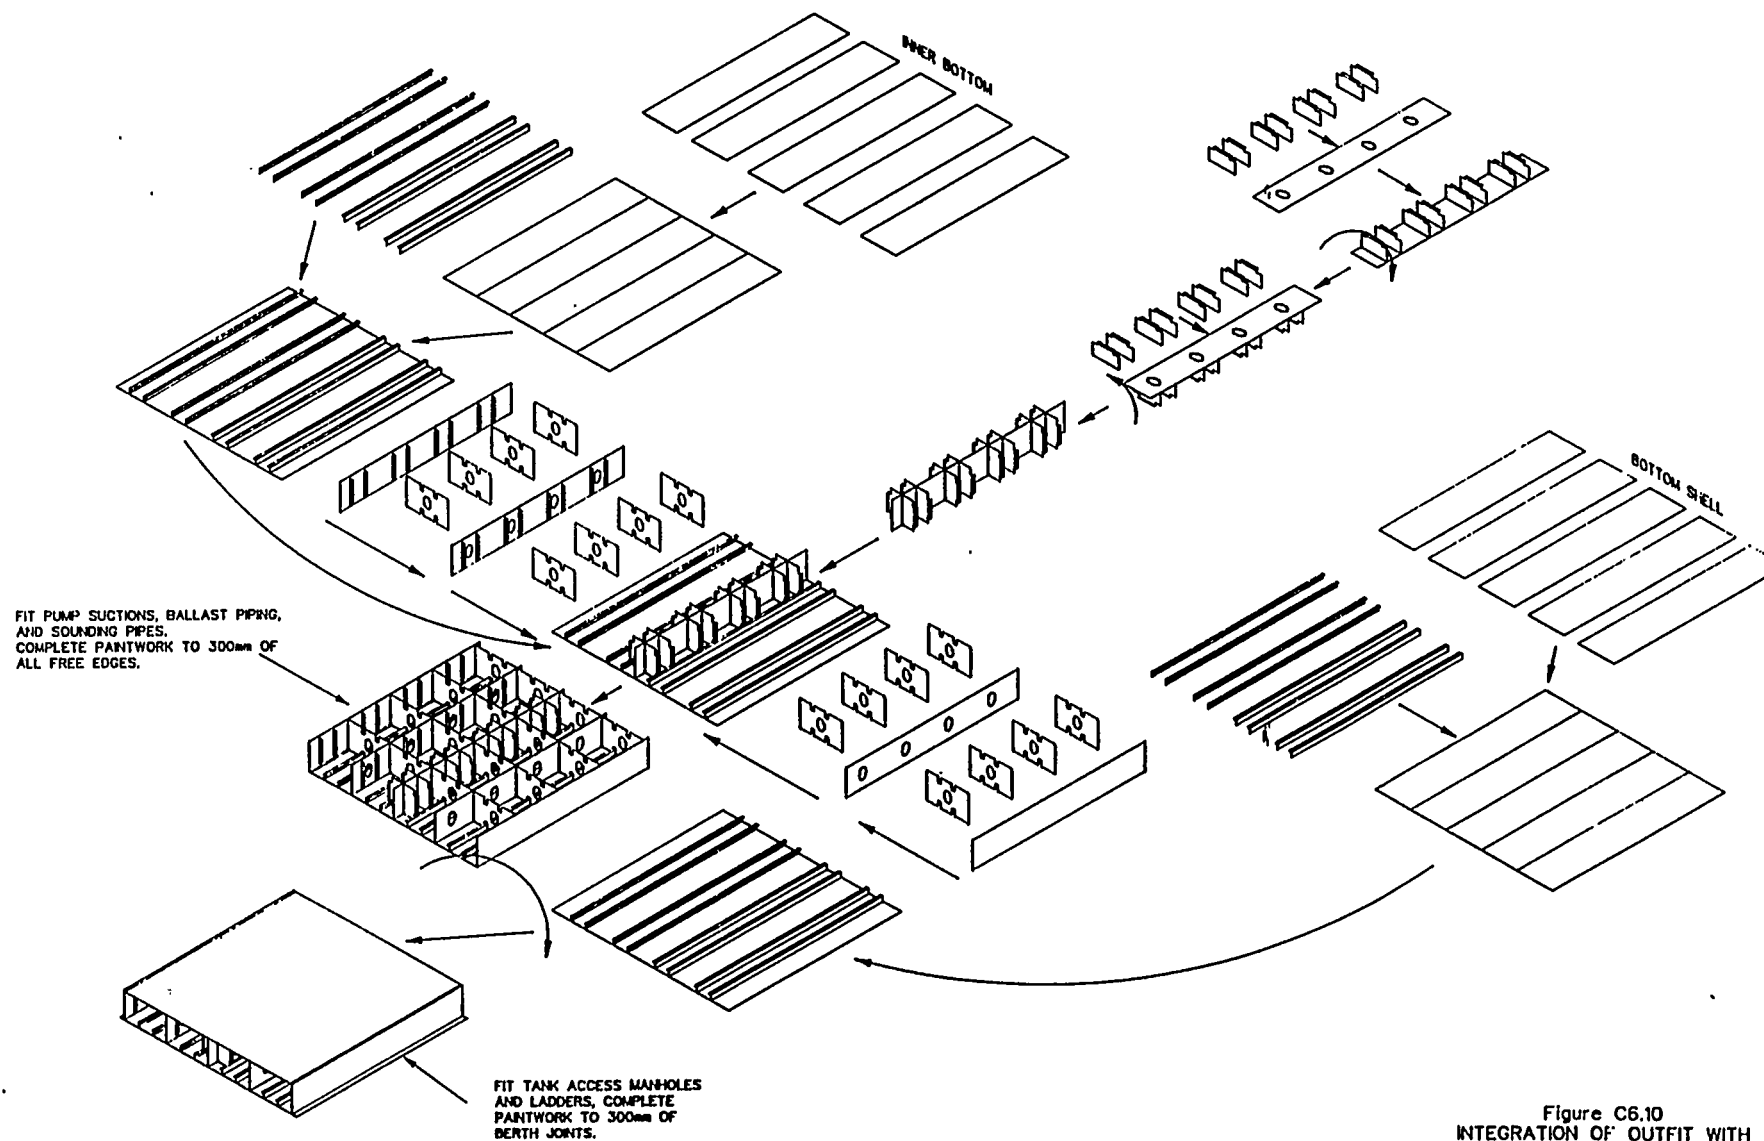 INNER BOTTOM
BOTTOM SHELL
FIT PUMP SUCTIONS, BALLAST PIPING,
AND SOUNDING PIPES.
COMPLETE PAINTWORK TO 300mm OF
ALL FREE EDGES.
FIT TANK ACCESS MANHOLES
AND LADDERS, COMPLETE
PAINTWORK TO 300mm OF
BERTH JOINTS.
Figure C6.10
INTEGRATION OF OUTFIT WITH